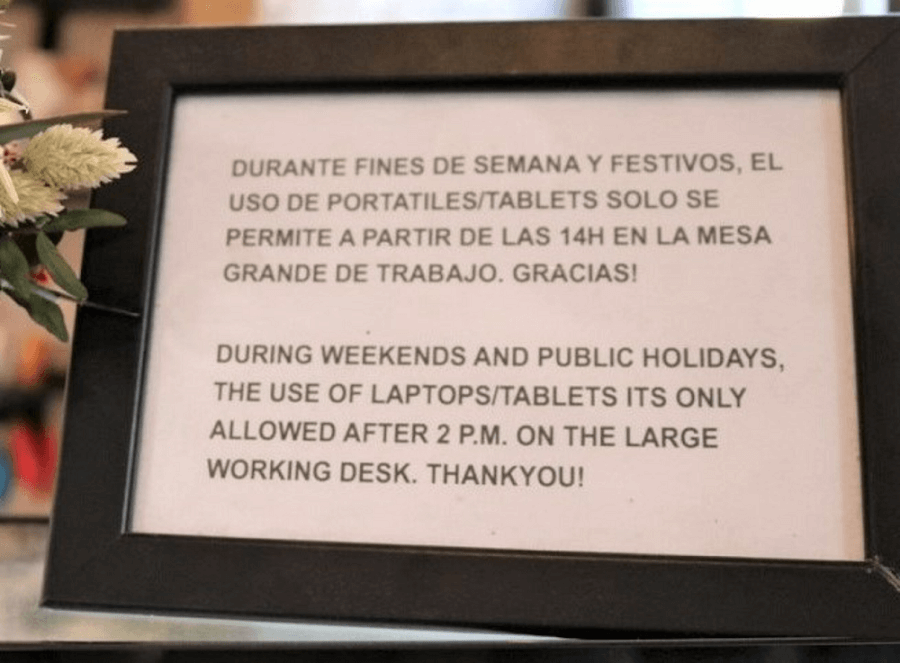 DURANTE FINES DE SEMANA Y FESTIVOS, EL
USO DE PORTATILES/TABLETS SOLO SE
PERMITE A PARTIR DE LAS 14H EN LA MESA
GRANDE DE TRABAJO. GRACIAS!
DURING WEEKENDS AND PUBLIC HOLIDAYS,
THE USE OF LAPTOPS/TABLETS ITS ONLY
ALLOWED AFTER 2 P.M. ON THE LARGE
WORKING DESK. THANKYOU!